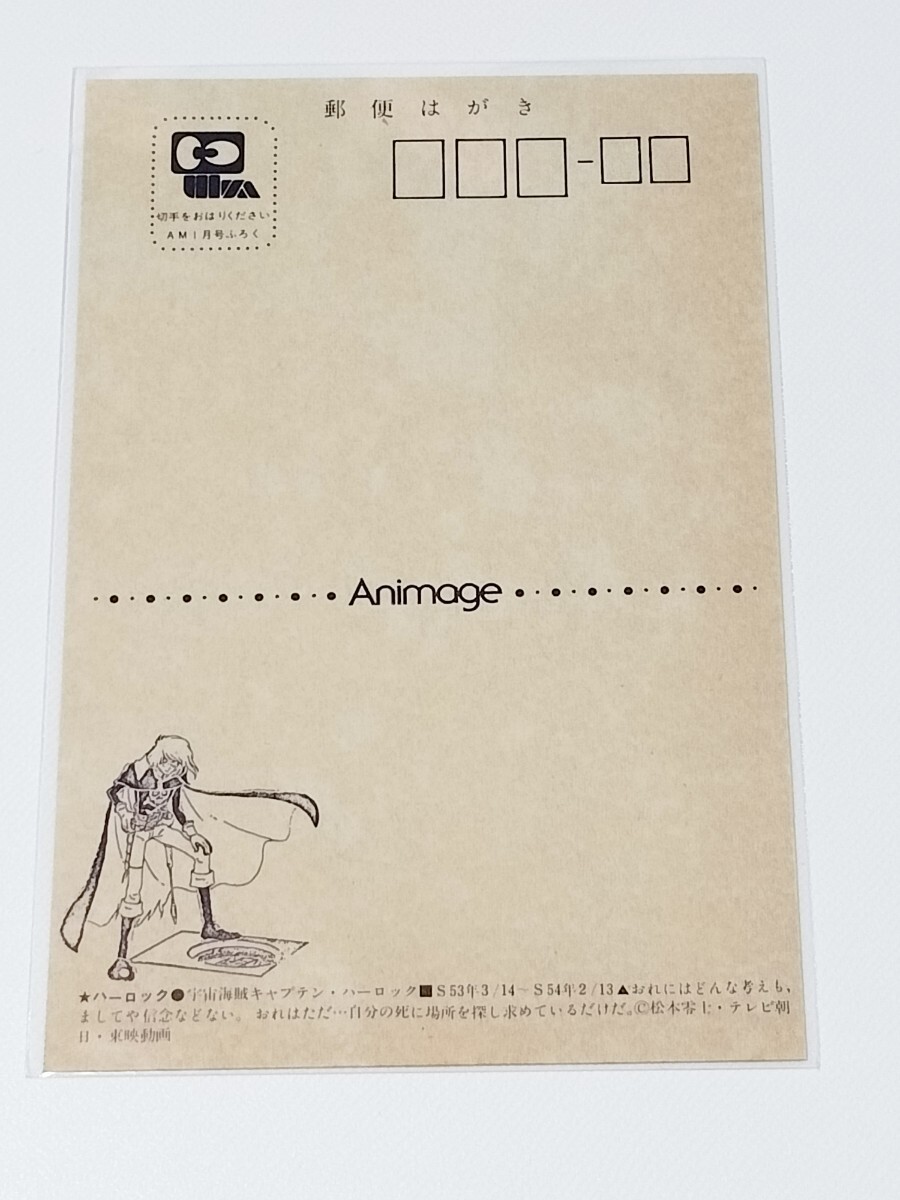 郵便はがき
切手をおはりください
AM1月号ふろく
Animage
★ハーロック●宇宙海賊キャプテン・ハーロック■S53年3/14~S54年2/13▲おれにはどんな考えも、
ましてや信念などない。おれはただ…自分の死に場所を探し求めているだけだ。©松本零士・テレビ朝
日・東映動画